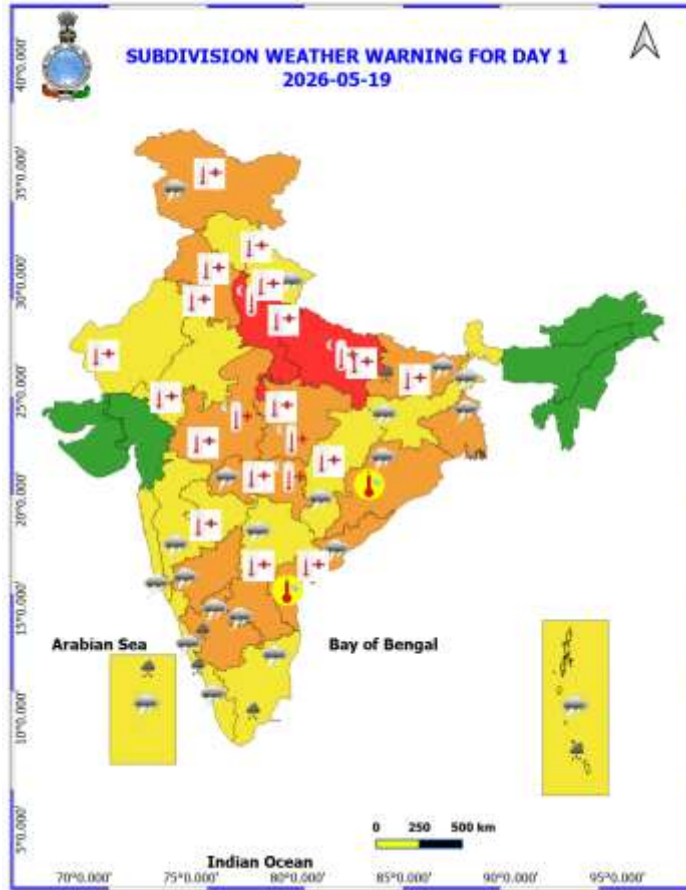 SUBDIVISION WEATHER WARNING FOR DAY 1
2026-05-19
40°0.000'
35°0.000'
30°0.000'
25°0.000'
20°0.000'
15°0.000'
10°0.000'
5°0.000'
Arabian Sea
Bay of Bengal
0 250 500 km
Indian Ocean
70°0.000' 75°0.000' 80°0.000' 85°0.000' 90°0.000' 95°0.000'